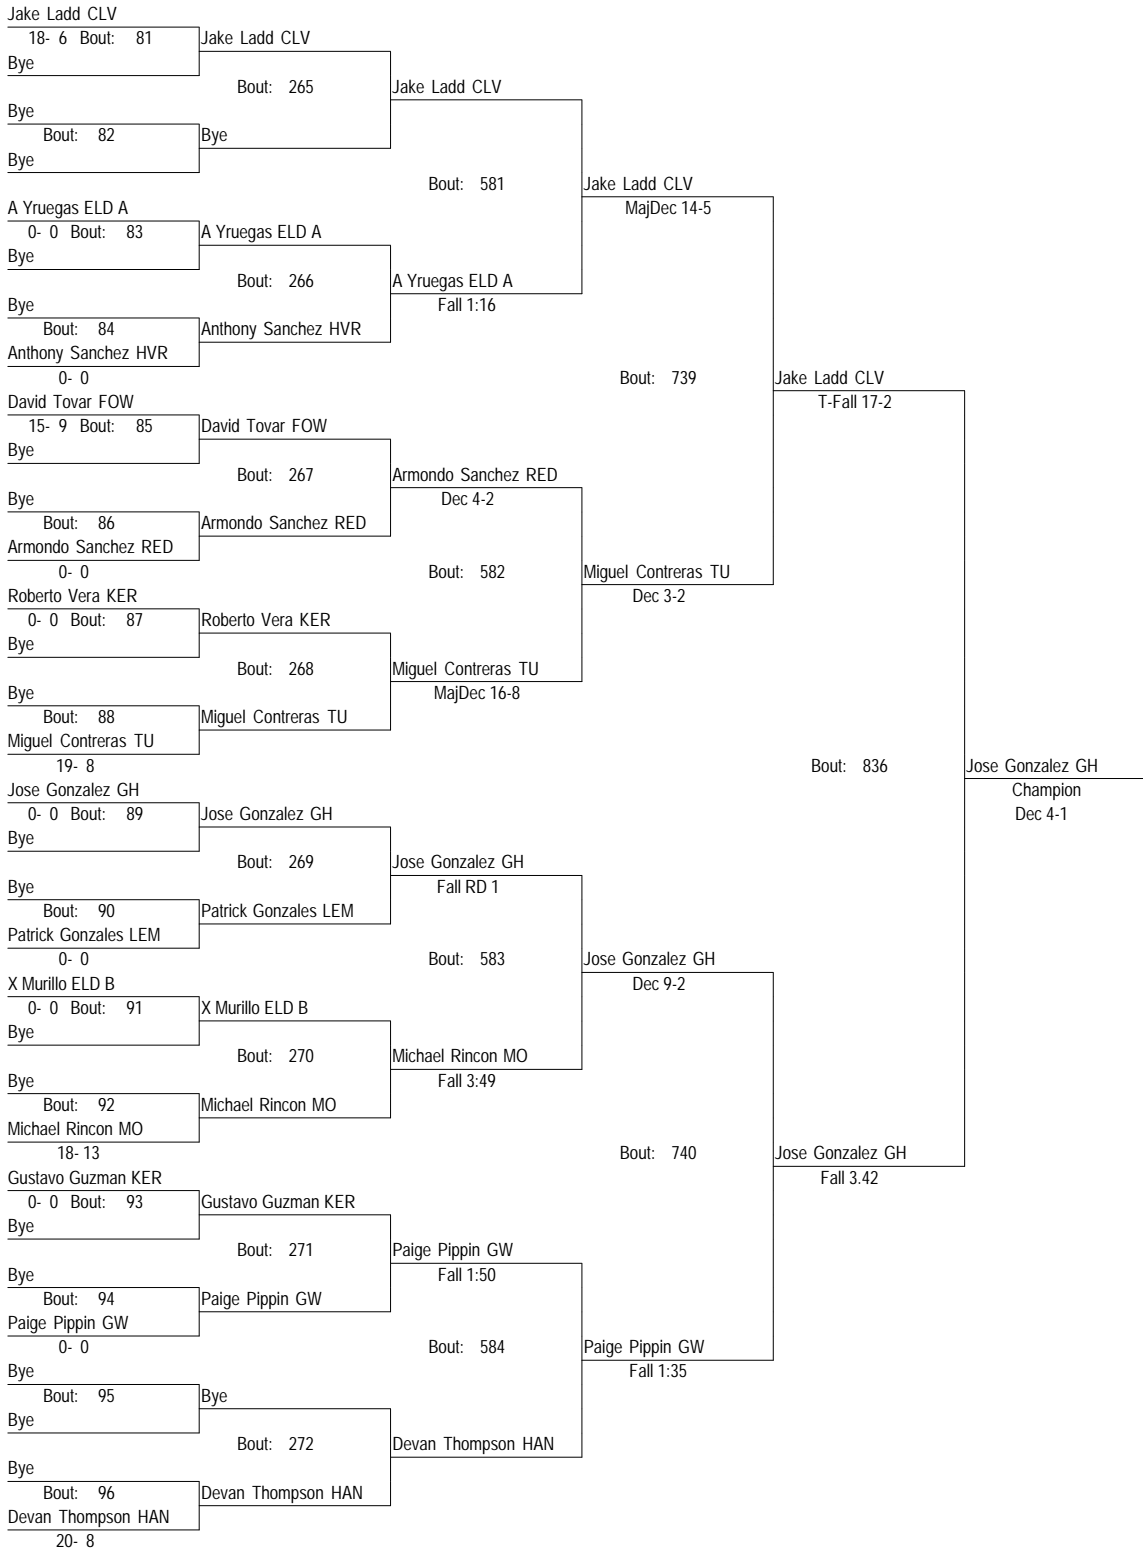 Jake Ladd CLV
18- 6 Bout: 81 Jake Ladd CLV
Bye
Bout: 265 Jake Ladd CLV
Bye
Bout: 82 Bye
Bye
Bout: 581 Jake Ladd CLV
A Yruegas ELD A MajDec 14-5
0- 0 Bout: 83 A Yruegas ELD A
Bye
Bout: 266 A Yruegas ELD A
Bye Fall 1:16
Bout: 84 Anthony Sanchez HVR
Anthony Sanchez HVR
0- 0 Bout: 739 Jake Ladd CLV
David Tovar FOW T-Fall 17-2
15- 9 Bout: 85 David Tovar FOW
Bye
Bout: 267 Armondo Sanchez RED
Bye Dec 4-2
Bout: 86 Armondo Sanchez RED
Armondo Sanchez RED
0- 0 Bout: 582 Miguel Contreras TU
Roberto Vera KER Dec 3-2
0- 0 Bout: 87 Roberto Vera KER
Bye
Bout: 268 Miguel Contreras TU
Bye MajDec 16-8
Bout: 88 Miguel Contreras TU
Miguel Contreras TU
19- 8 Bout: 836 Jose Gonzalez GH
Jose Gonzalez GH Champion
0- 0 Bout: 89 Jose Gonzalez GH Dec 4-1
Bye
Bout: 269 Jose Gonzalez GH
Bye Fall RD 1
Bout: 90 Patrick Gonzales LEM
Patrick Gonzales LEM
0- 0 Bout: 583 Jose Gonzalez GH
X Murillo ELD B Dec 9-2
0- 0 Bout: 91 X Murillo ELD B
Bye
Bout: 270 Michael Rincon MO
Bye Fall 3:49
Bout: 92 Michael Rincon MO
Michael Rincon MO
18- 13 Bout: 740 Jose Gonzalez GH
Gustavo Guzman KER Fall 3.42
0- 0 Bout: 93 Gustavo Guzman KER
Bye
Bout: 271 Paige Pippin GW
Bye Fall 1:50
Bout: 94 Paige Pippin GW
Paige Pippin GW
0- 0 Bout: 584 Paige Pippin GW
Bye Fall 1:35
Bout: 95 Bye
Bye
Bout: 272 Devan Thompson HAN
Bye
Bout: 96 Devan Thompson HAN
Devan Thompson HAN
20- 8